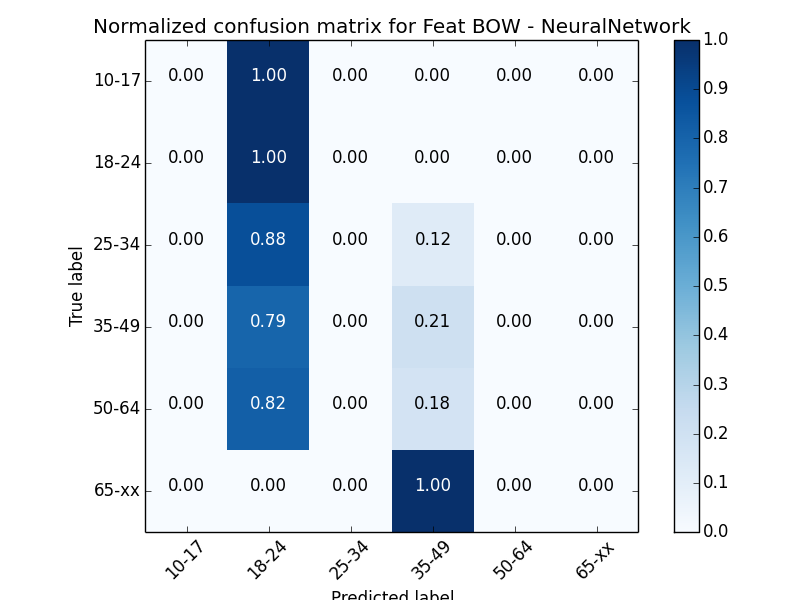 Normalized confusion matrix for Feat BOW - NeuralNetwork
10-17 0.00 1.00 0.00 0.00 0.00 0.00
18-24 0.00 1.00 0.00 0.00 0.00 0.00
25-34 0.00 0.88 0.00 0.12 0.00 0.00
35-49 0.00 0.79 0.00 0.21 0.00 0.00
50-64 0.00 0.82 0.00 0.18 0.00 0.00
65-xx 0.00 0.00 0.00 1.00 0.00 0.00
True label
10-17 18-24 25-34 35-49 50-64 65-xx
Predicted label
1.0
0.9
0.8
0.7
0.6
0.5
0.4
0.3
0.2
0.1
0.0